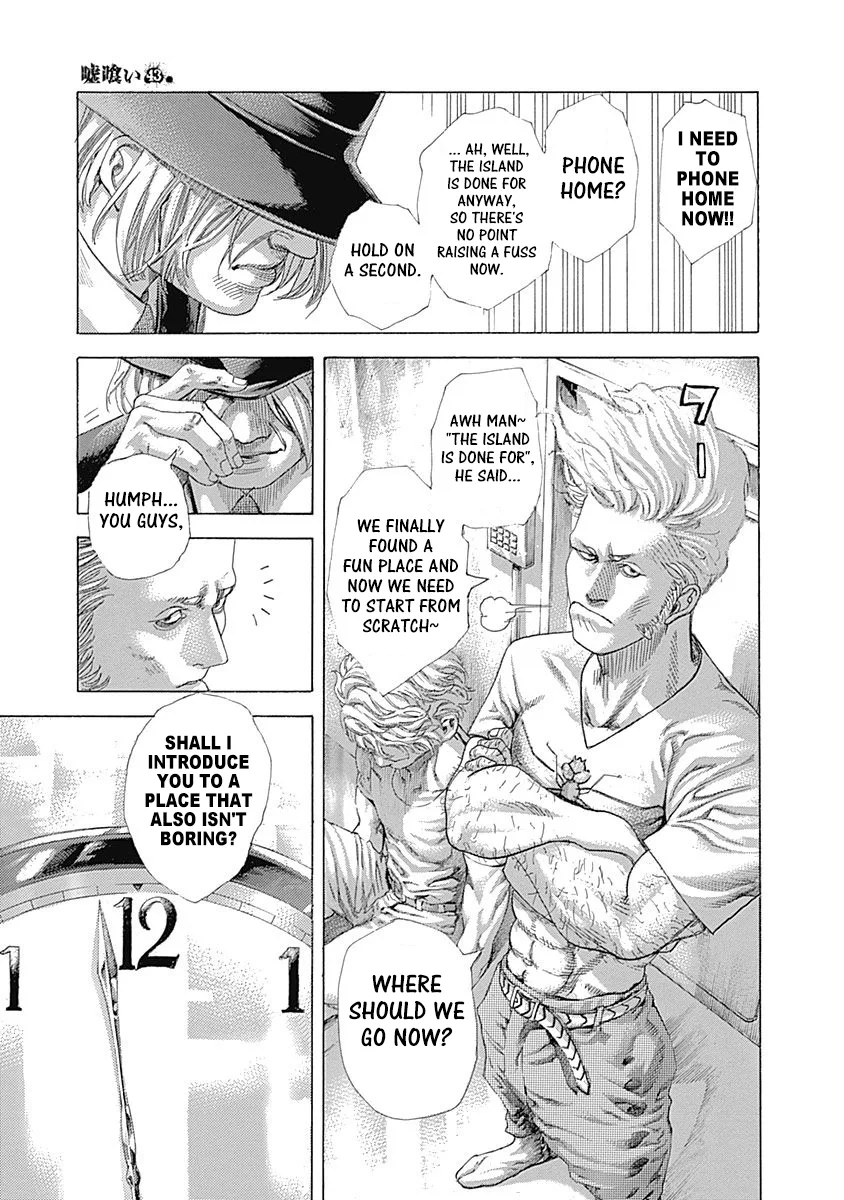 嘘喰い
I NEED
TO
PHONE
HOME
NOW!!
PHONE
HOME?
... AH, WELL,
THE ISLAND
IS DONE FOR
ANYWAY,
SO THERE'S
NO POINT
RAISING A FUSS
NOW.
HOLD ON
A SECOND.
AWH MAN~
"THE ISLAND
IS DONE FOR",
HE SAID...
WE FINALLY
FOUND A
FUN PLACE AND
NOW WE NEED
TO START FROM
SCRATCH~
WHERE
SHOULD WE
GO NOW?
HUMPH...
YOU GUYS,
SHALL I
INTRODUCE
YOU TO A
PLACE THAT
ALSO ISN'T
BORING?
12
1
1